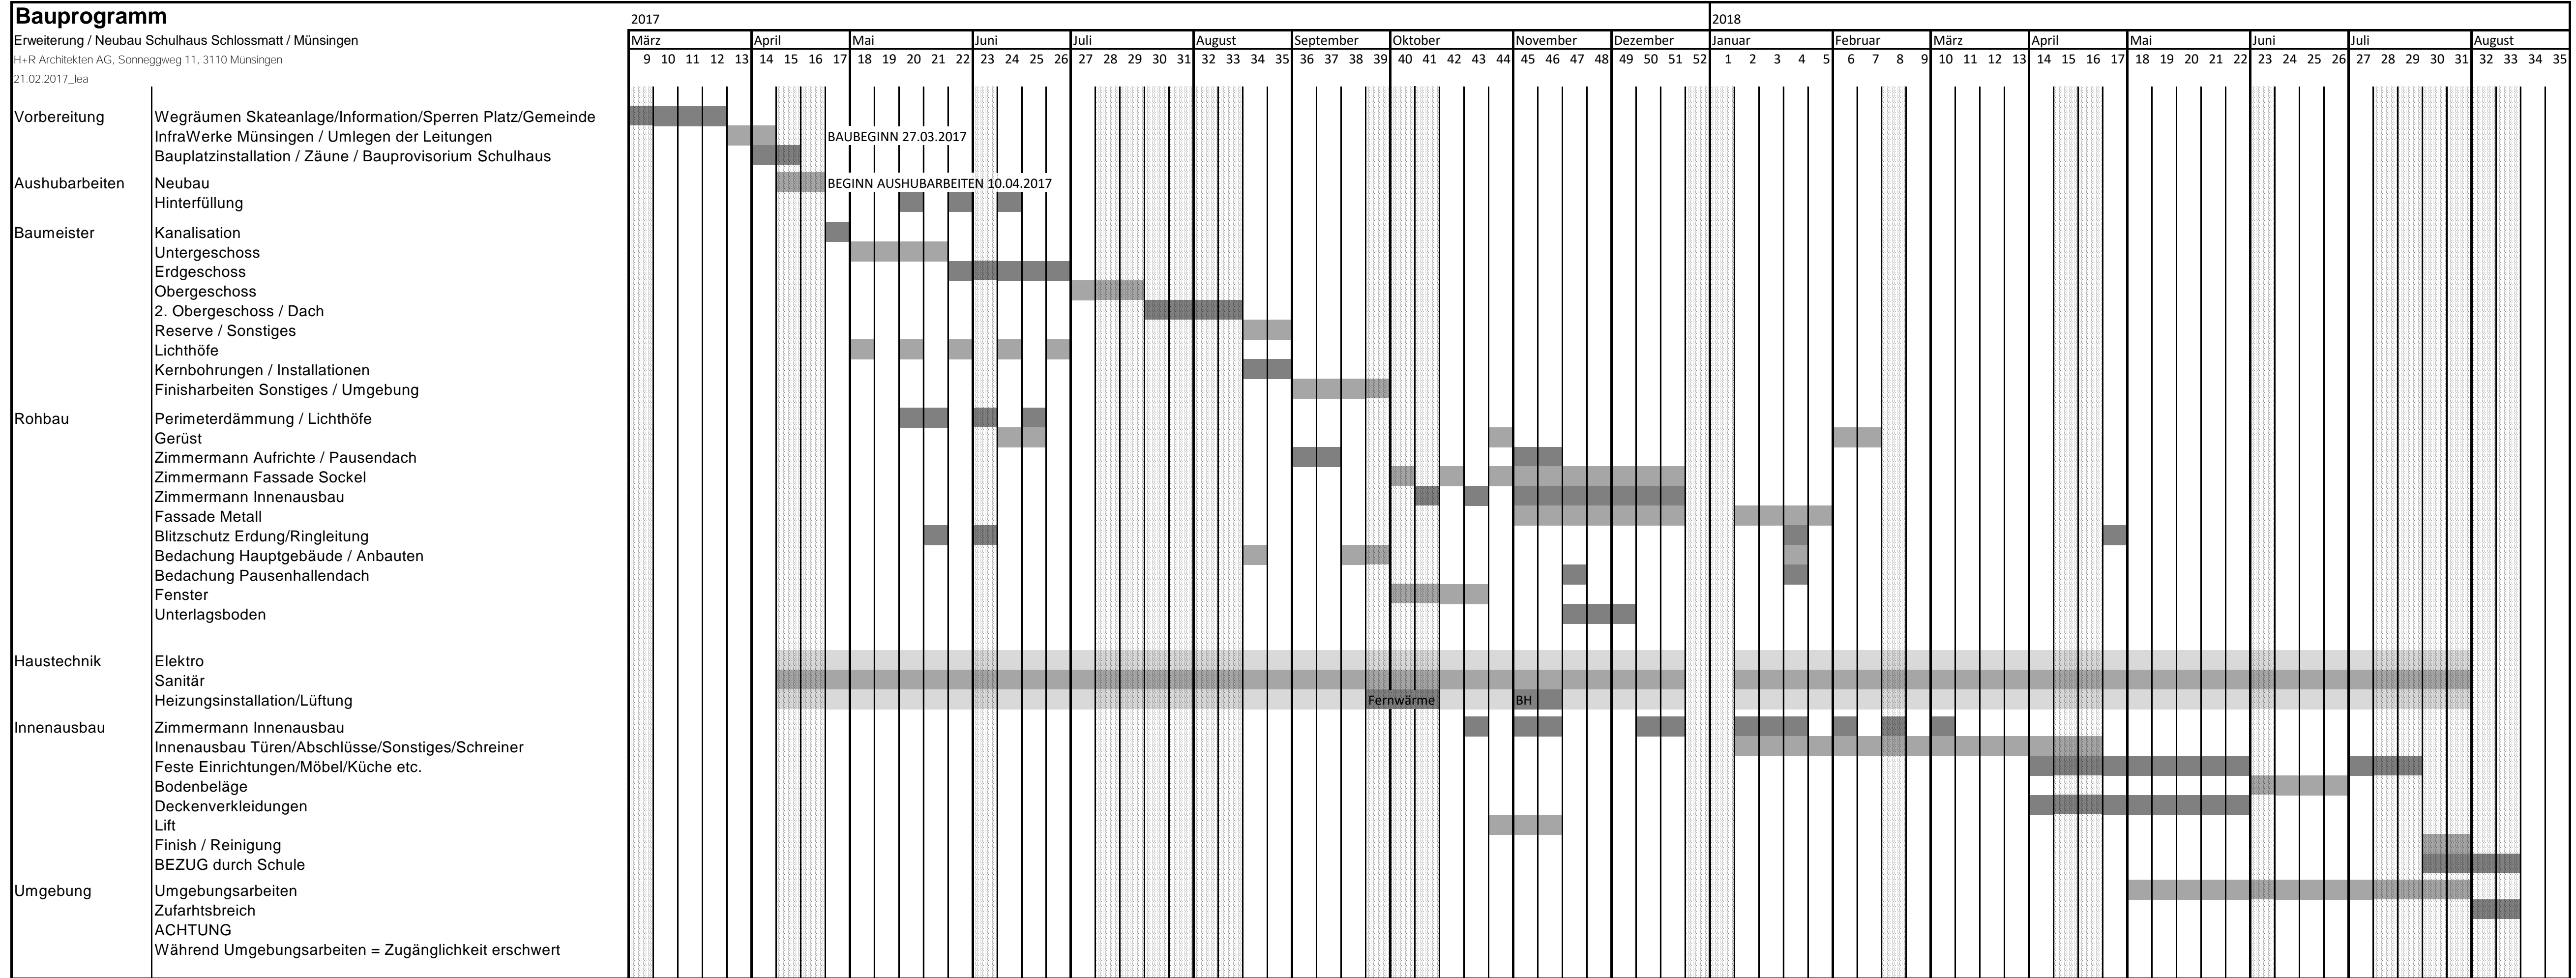 Bauprogramm
2017 2018
Erweiterung / Neubau Schulhaus Schlossmatt / Münsingen
März April Mai Juni Juli August September Oktober November Dezember Januar Februar März April Mai Juni Juli August
H+R Architekten AG, Sonneggweg 11, 3110 Münsingen
9 10 11 12 13 14 15 16 17 18 19 20 21 22 23 24 25 26 27 28 29 30 31 32 33 34 35 36 37 38 39 40 41 42 43 44 45 46 47 48 49 50 51 52 1 2 3 4 5 6 7 8 9 10 11 12 13 14 15 16 17 18 19 20 21 22 23 24 25 26 27 28 29 30 31 32 33 34 35
21.02.2017_lea
Vorbereitung Wegräumen Skateanlage/Information/Sperren Platz/Gemeinde
InfraWerke Münsingen / Umlegen der Leitungen BAUBEGINN 27.03.2017
Bauplatzinstallation / Zäune / Bauprovisorium Schulhaus
Aushubarbeiten Neubau BEGINN AUSHUBARBEITEN 10.04.2017
Hinterfüllung
Baumeister Kanalisation
Untergeschoss
Erdgeschoss
Obergeschoss
2. Obergeschoss / Dach
Reserve / Sonstiges
Lichthöfe
Kernbohrungen / Installationen
Finisharbeiten Sonstiges / Umgebung
Rohbau Perimeterdämmung / Lichthöfe
Gerüst
Zimmermann Aufrichte / Pausendach
Zimmermann Fassade Sockel
Zimmermann Innenausbau
Fassade Metall
Blitzschutz Erdung/Ringleitung
Bedachung Hauptgebäude / Anbauten
Bedachung Pausenhallendach
Fenster
Unterlagsboden
Haustechnik Elektro
Sanitär
Heizungsinstallation/Lüftung Fernwärme BH
Innenausbau Zimmermann Innenausbau
Innenausbau Türen/Abschlüsse/Sonstiges/Schreiner
Feste Einrichtungen/Möbel/Küche etc.
Bodenbeläge
Deckenverkleidungen
Lift
Finish / Reinigung
BEZUG durch Schule
Umgebung Umgebungsarbeiten
Zufarhtsbreich
ACHTUNG
Während Umgebungsarbeiten = Zugänglichkeit erschwert